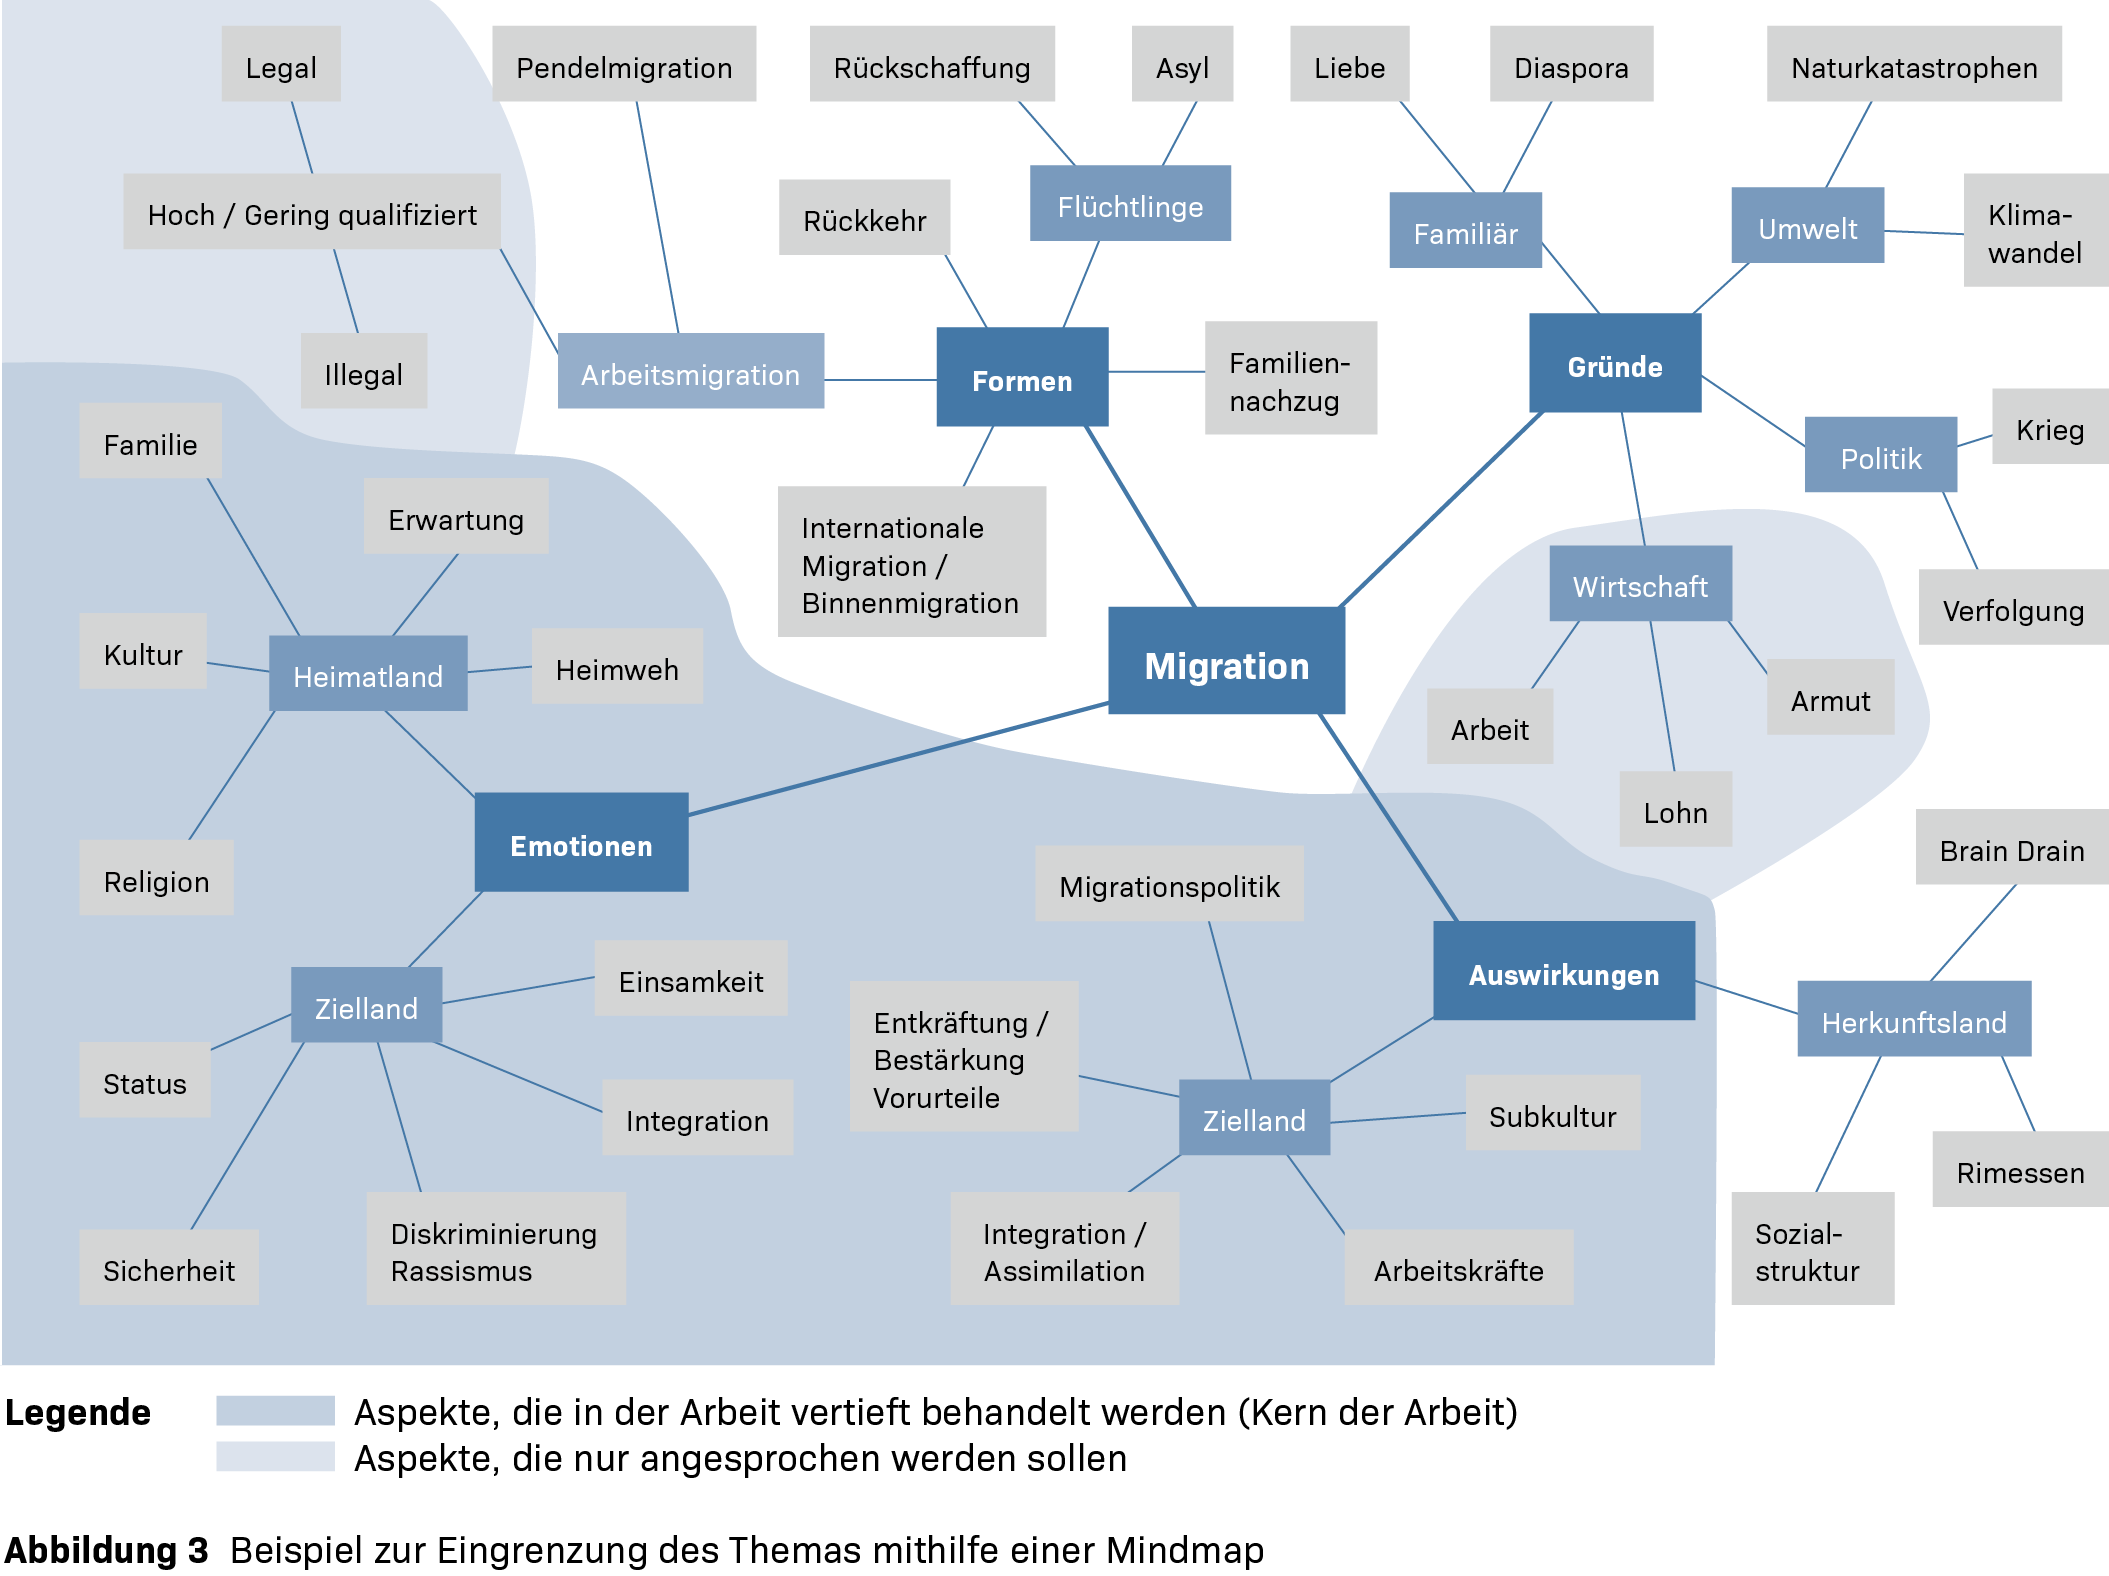 Legal
Pendelmigration
Rückschaffung
Asyl
Liebe
Diaspora
Naturkatastrophen
Hoch / Gering qualifiziert
Rückkehr
Flüchtlinge
Familiär
Umwelt
Klima-
wandel
Illegal
Arbeitsmigration
Formen
Familien-
nachzug
Gründe
Krieg
Politik
Familie
Erwartung
Internationale
Migration /
Binnenmigration
Wirtschaft
Verfolgung
Kultur
Heimatland
Heimweh
Migration
Arbeit
Armut
Lohn
Emotionen
Religion
Migrationspolitik
Brain Drain
Zielland
Einsamkeit
Auswirkungen
Entkräftung /
Bestärkung
Vorurteile
Herkunftsland
Status
Integration
Zielland
Subkultur
Rimessen
Sicherheit
Diskriminierung
Rassismus
Integration /
Assimilation
Arbeitskräfte
Sozial-
struktur
Legende
Aspekte, die in der Arbeit vertieft behandelt werden (Kern der Arbeit)
Aspekte, die nur angesprochen werden sollen
Abbildung 3 Beispiel zur Eingrenzung des Themas mithilfe einer Mindmap